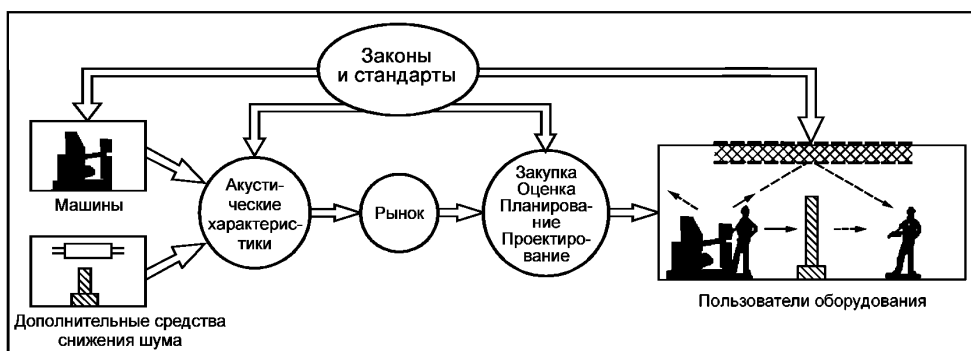 Законы
и стандарты
Машины
Акусти-
ческие
характерис-
тики
Рынок
Закупка
Оценка
Планирова-
ние
Проектиро-
вание
Дополнительные средства
снижения шума
Пользователи оборудования